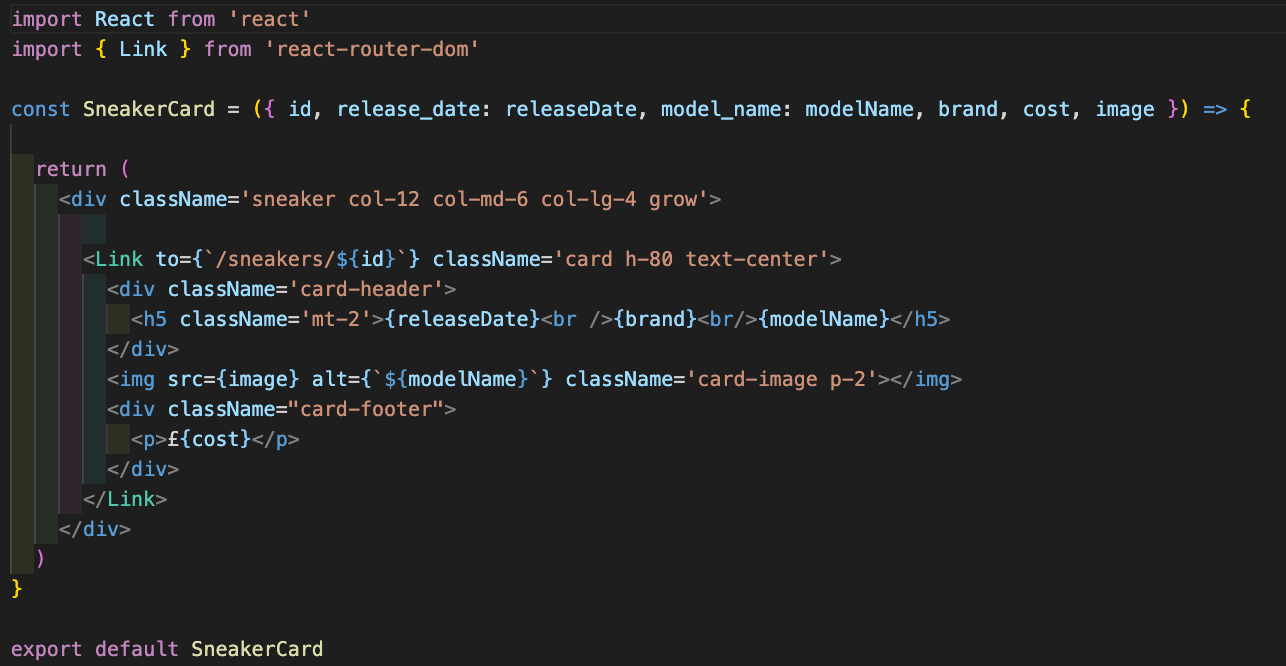 import React from 'react'
import { Link } from 'react-router-dom'

const SneakerCard = ({ id, release_date: releaseDate, model_name: modelName, brand, cost, image }) => {

  return (
    <div className='sneaker col-12 col-md-6 col-lg-4 grow'>

      <Link to={`/sneakers/${id}`} className='card h-80 text-center'>
        <div className='card-header'>
          <h5 className='mt-2'>{releaseDate}<br />{brand}<br/>{modelName}</h5>
        </div>
        <img src={image} alt={`${modelName}`} className='card-image p-2'></img>
        <div className="card-footer">
          <p>£{cost}</p>
        </div>
      </Link>
    </div>
  )
}

export default SneakerCard